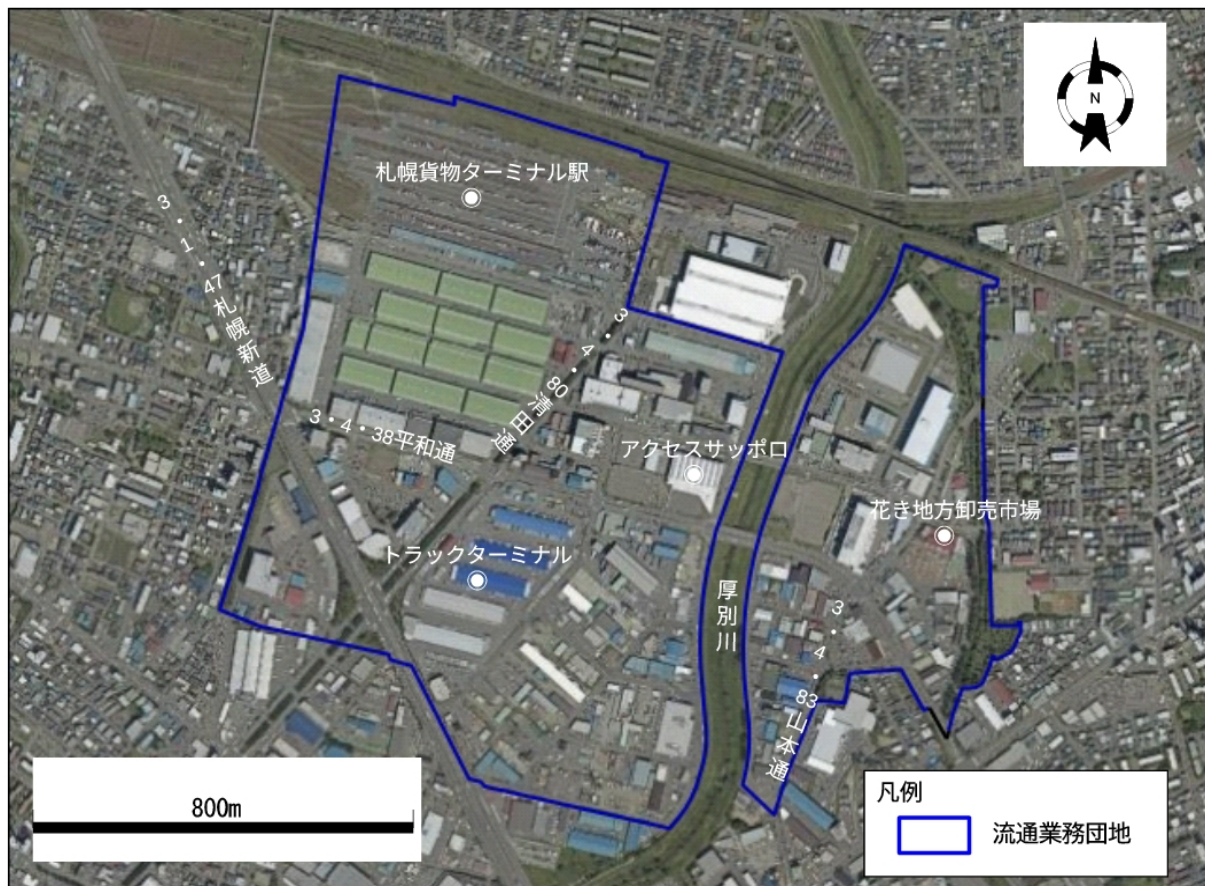 N
札幌貨物ターミナル駅
3・1・47札幌新道
3・4・80清田通
3・4・38平和通
アクセスサッポロ
花き地方卸売市場
トラックターミナル
厚別川
3・4・83山本通
800m
凡例
流通業務団地